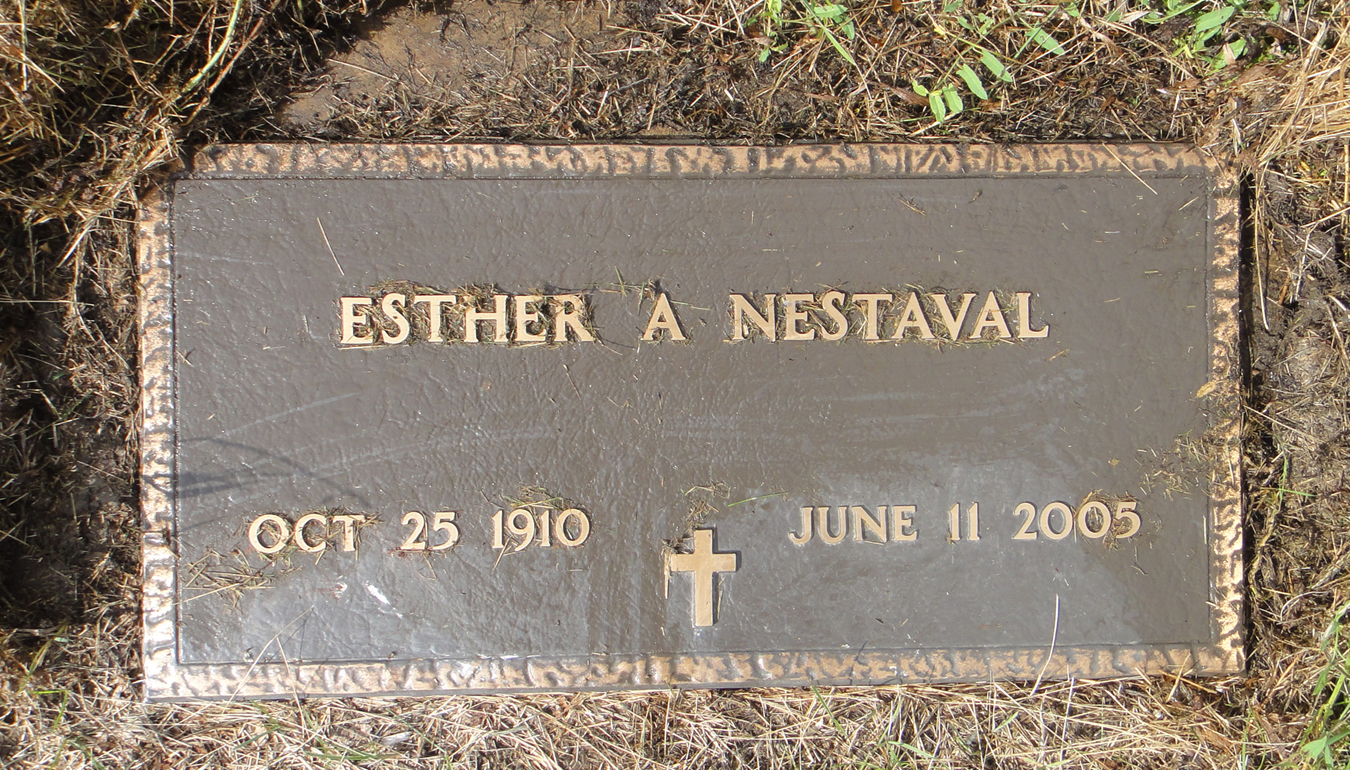 ESTHER A NESTAVAL
OCT 25 1910 JUNE 11 2005